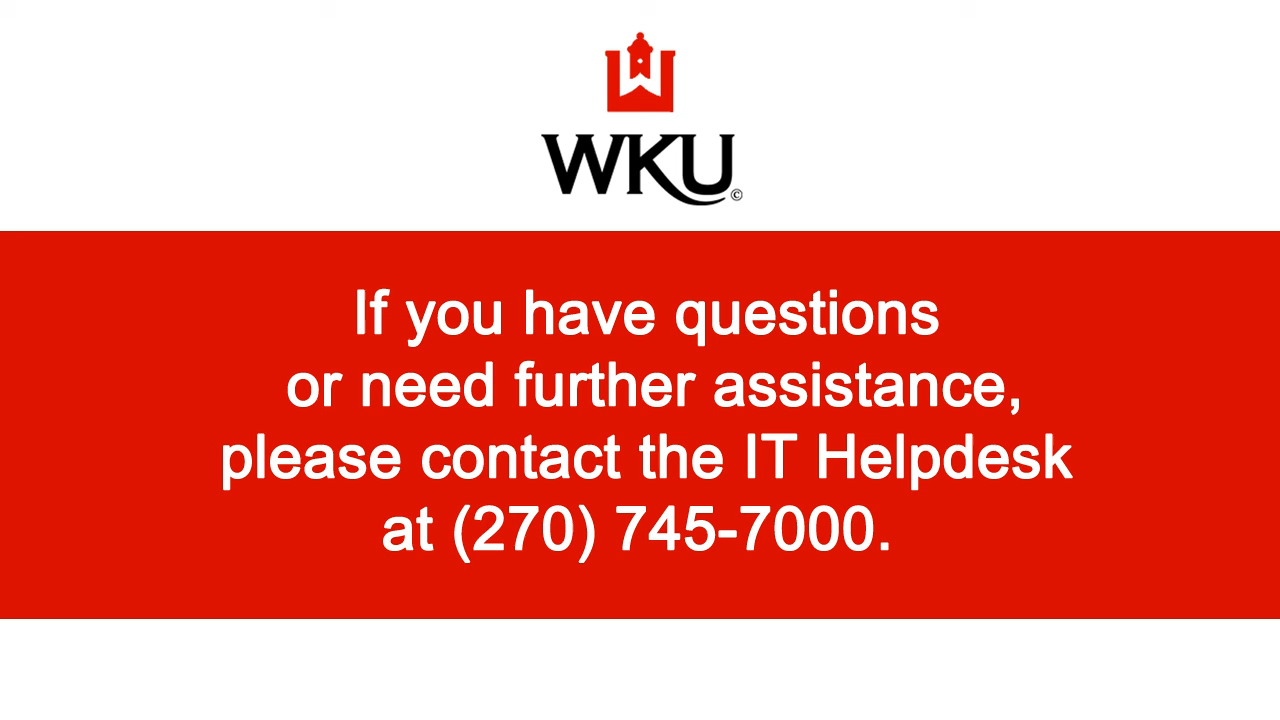 WKU©
If you have questions
or need further assistance,
please contact the IT Helpdesk
at (270) 745-7000.